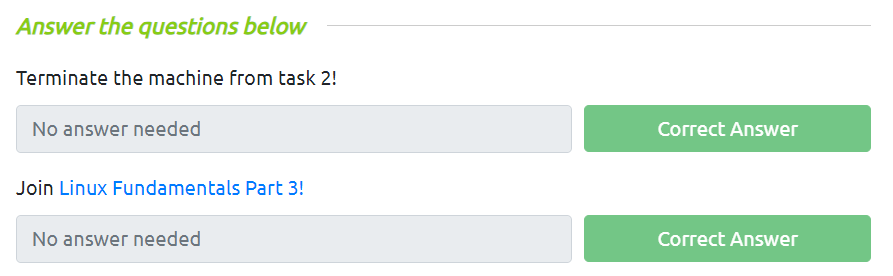 Answer the questions below
Terminate the machine from task 2!
No answer needed
Correct Answer
Join Linux Fundamentals Part 3!
No answer needed
Correct Answer